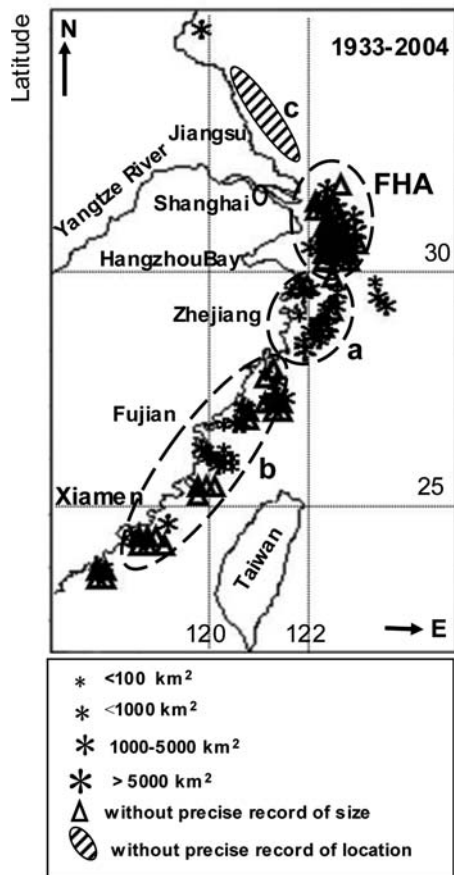 Latitude
N
1933-2004
c
Jiangsu
Yangtze River
FHA
Shanghai
HangzhouBay
30
Zhejiang
a
Fujian
b
Xiamen
25
Taiwan
120
122
E
<100 km²
<1000 km²
1000-5000 km²
> 5000 km²
without precise record of size
without precise record of location